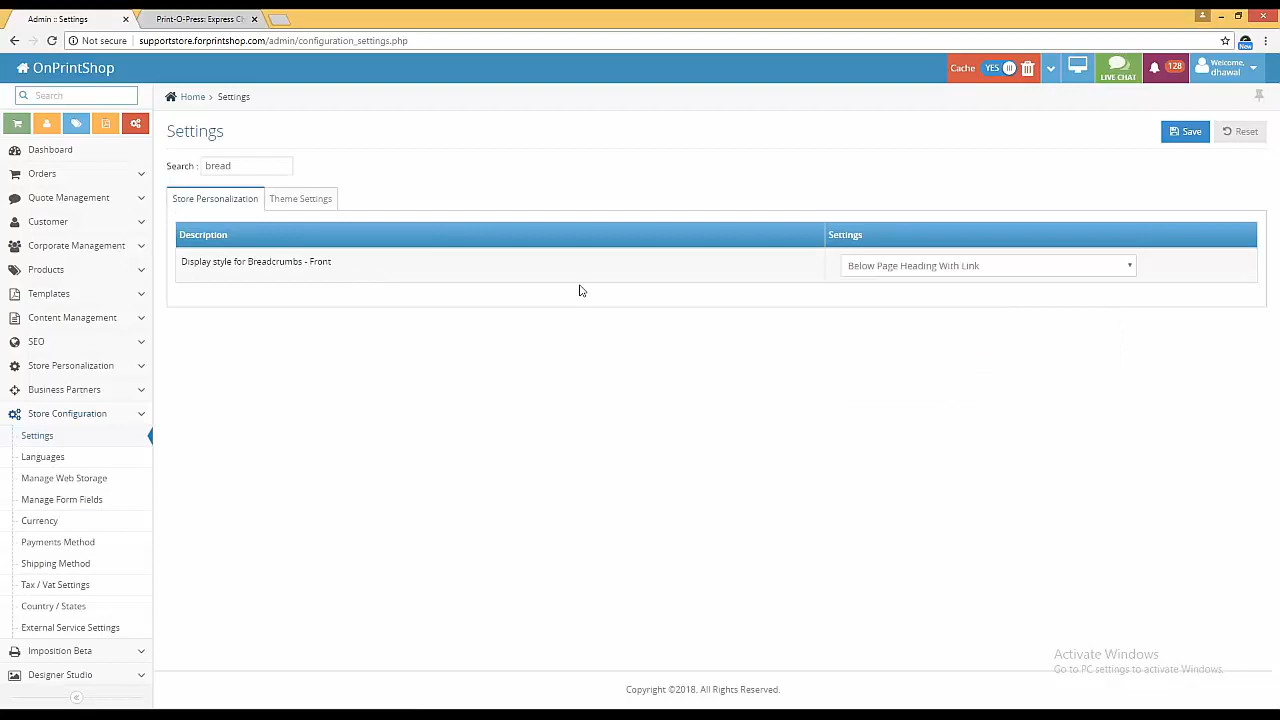 Admin :: Settings
Print-O-Press: Express Ch
Not secure
supportstore.forprintshop.com/admin/configuration_settings.php
New
OnPrintShop
Cache YES
LIVE CHAT
128
Welcome,
dhawal
Search
Home > Settings
Settings
Save
Reset
Search :
bread
Store Personalization
Theme Settings
Description
Settings
Display style for Breadcrumbs - Front
Below Page Heading With Link
Dashboard
Orders
Quote Management
Customer
Corporate Management
Products
Templates
Content Management
SEO
Store Personalization
Business Partners
Store Configuration
Settings
Languages
Manage Web Storage
Manage Form Fields
Currency
Payments Method
Shipping Method
Tax / Vat Settings
Country / States
External Service Settings
Imposition Beta
Designer Studio
Activate Windows
Go to PC settings to activate Windows.
Copyright ©2018. All Rights Reserved.